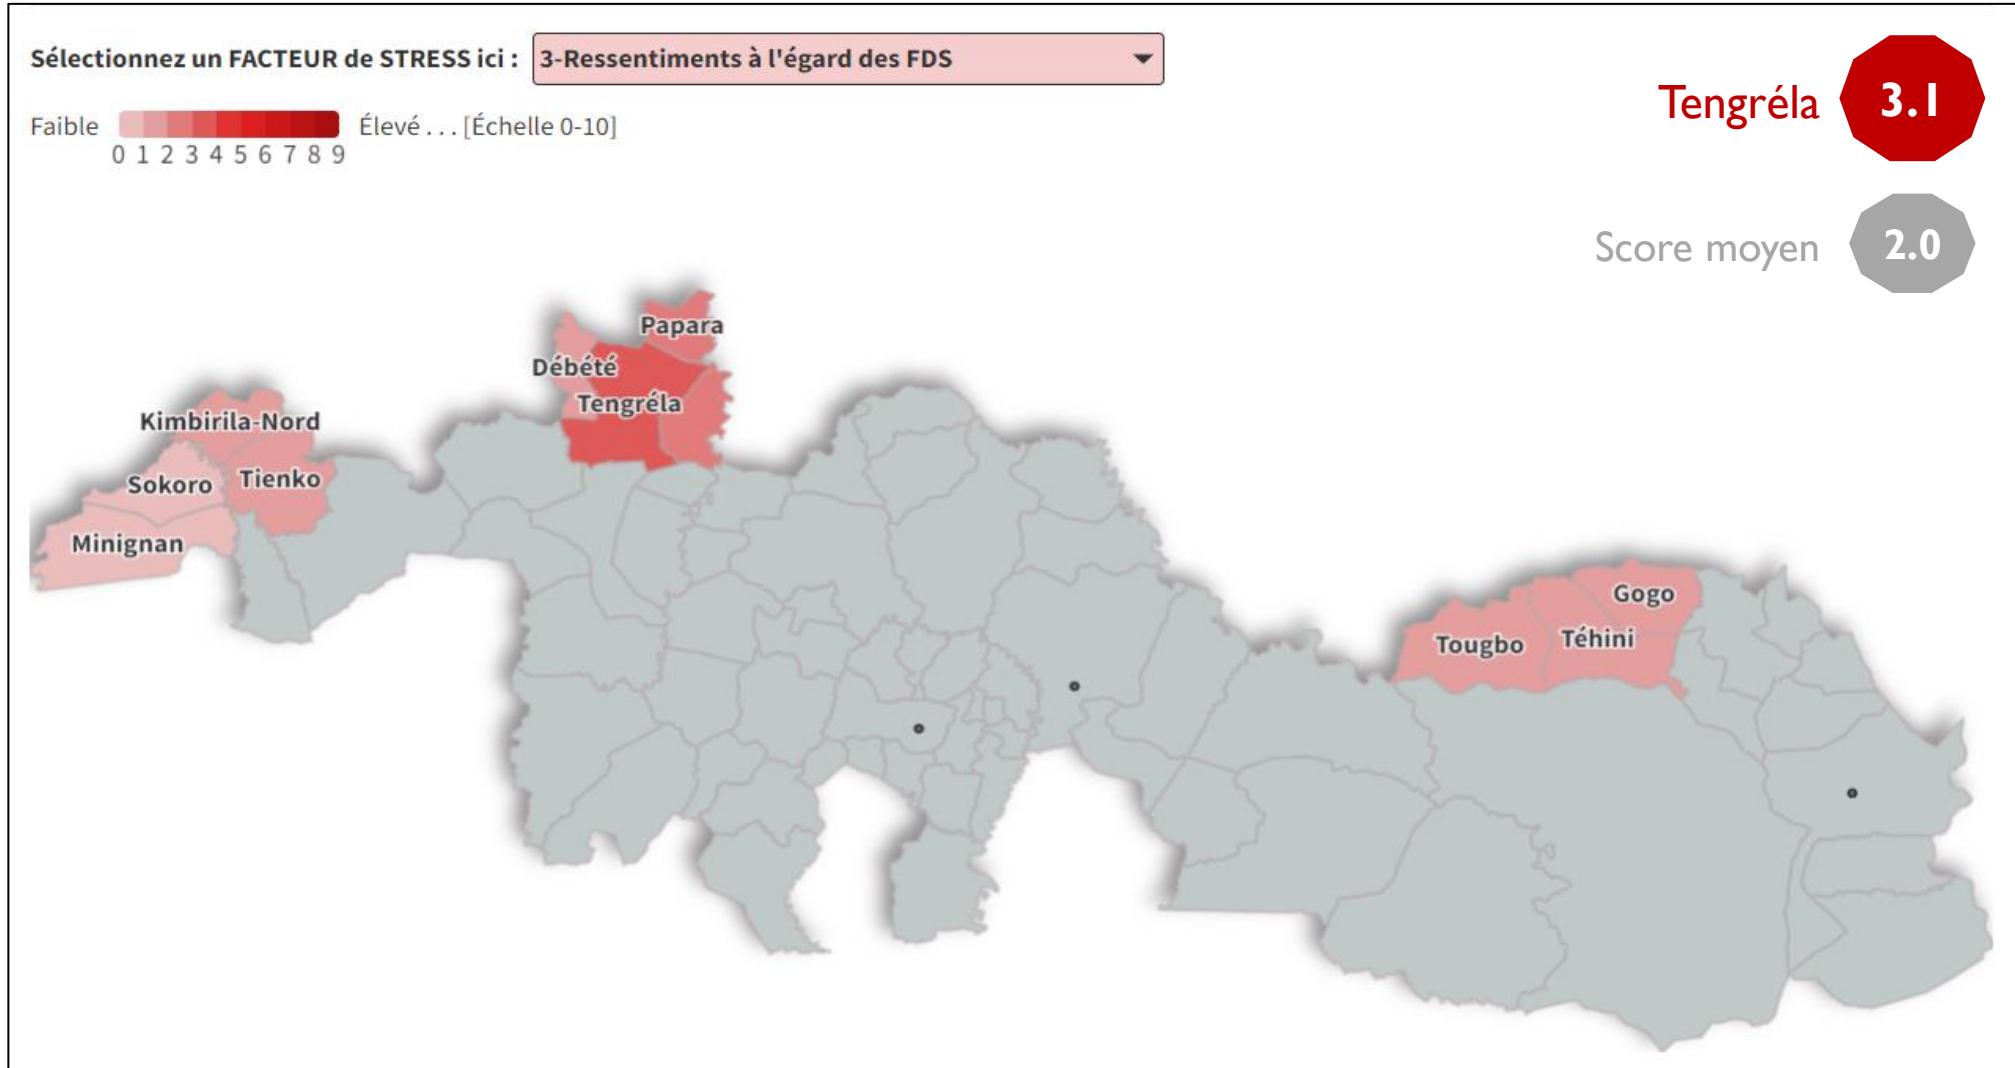 Sélectionnez un FACTEUR de STRESS ici :
3-Ressentiments à l'égard des FDS
Faible
Élevé . . . [Échelle 0-10]
0 1 2 3 4 5 6 7 8 9
Tengréla
3.1
Score moyen
2.0
Papara
Débété
Tengréla
Kimbirila-Nord
Sokoro
Tienko
Minignan
Gogo
Tougbo
Téhini